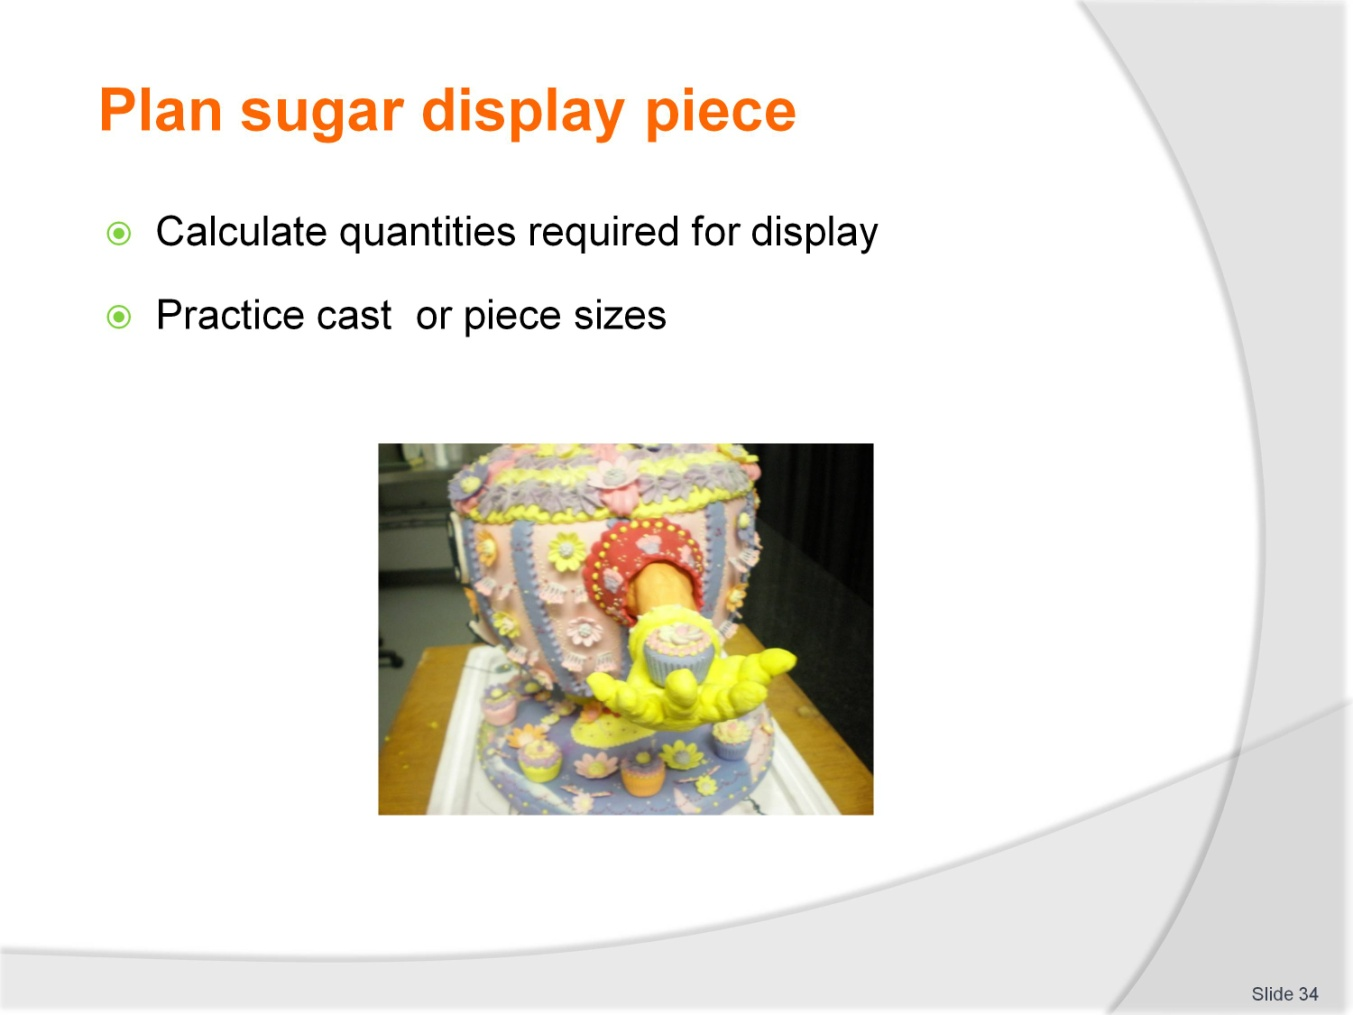 Plan sugar display piece
Calculate quantities required for display
Practice cast  or piece sizes
Slide 34